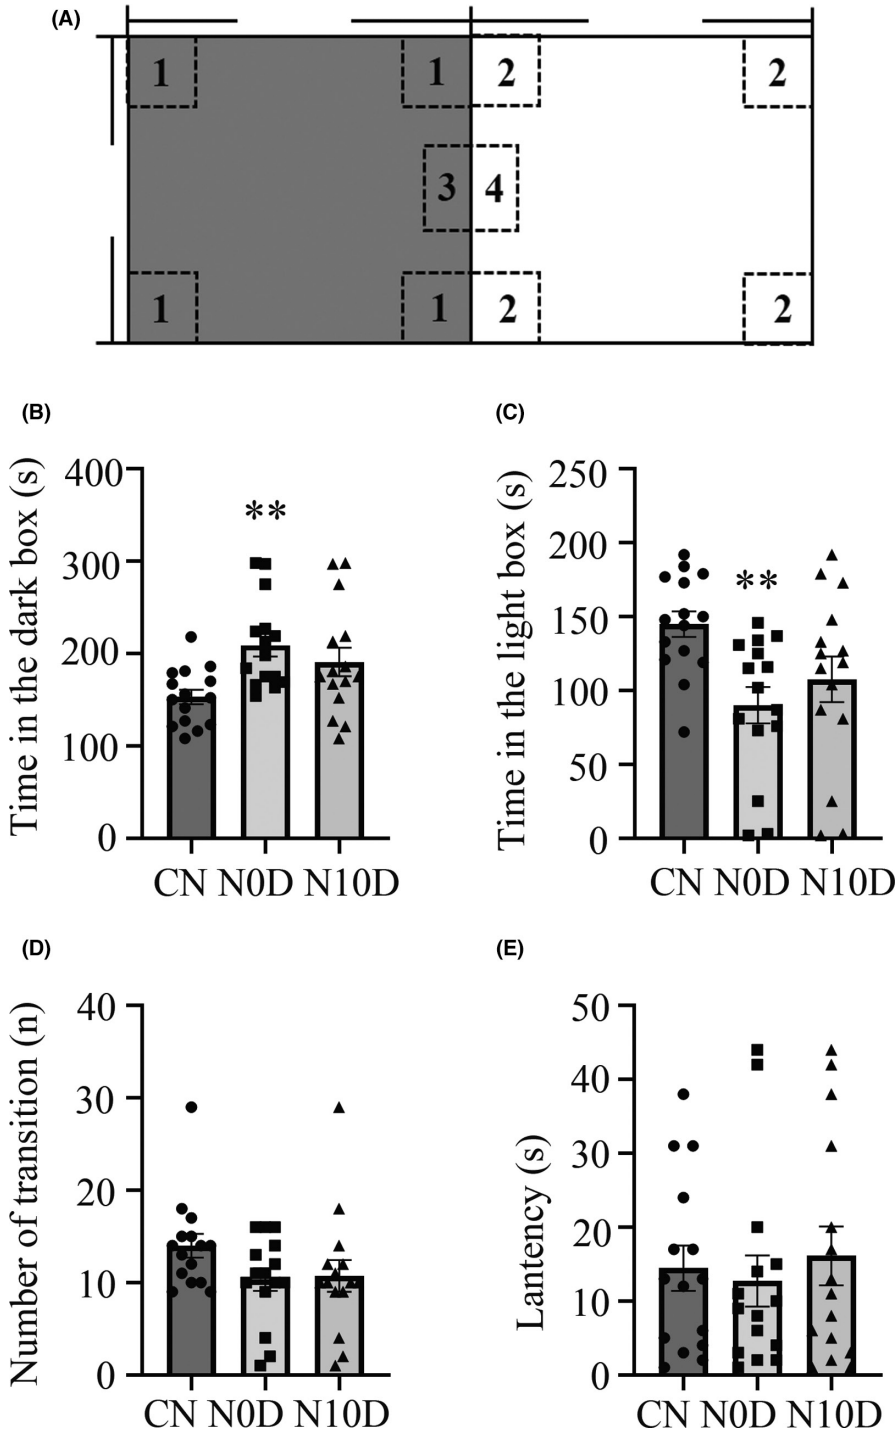 (A)
1 1 2 2
3 4
1 1 2 2
(B)
Time in the dark box (s)
400
300
200
100
0
**
CN N0D N10D
(C)
Time in the light box (s)
250
200
150
100
50
0
**
CN N0D N10D
(D)
Number of transition (n)
40
30
20
10
0
CN N0D N10D
(E)
Lantency (s)
50
40
30
20
10
0
CN N0D N10D